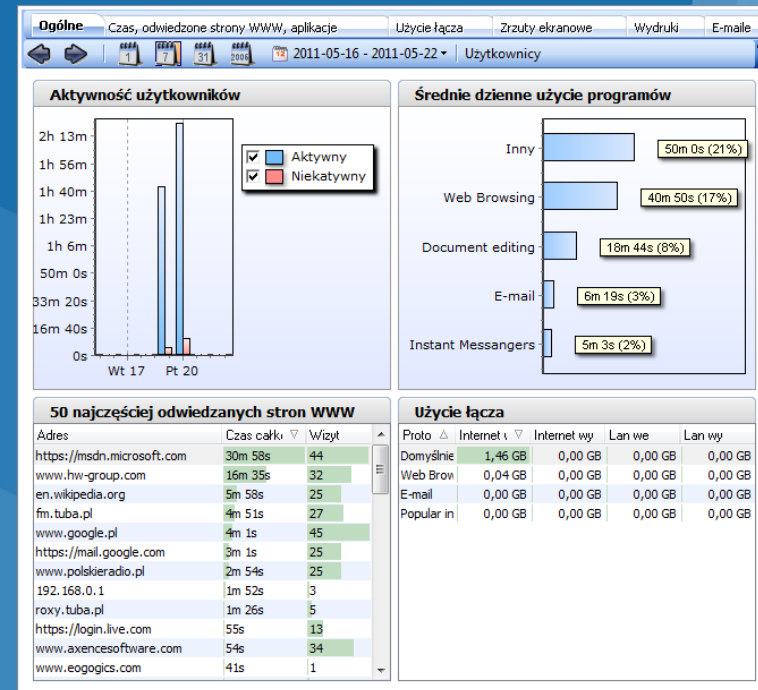 Ogólne Czas, odwiedzone strony WWW, aplikacje Użycie łącza Zrzuty ekranowe Wydruki E-maile
1 7 31 2006 12 2011-05-16 - 2011-05-22 Użytkownicy
Aktywność użytkowników
2h 13m
1h 56m
1h 40m
1h 23m
1h 6m
50m 0s
33m 20s
16m 40s
0s
Wt 17 Pt 20
Aktywny
Niekatywny
Średnie dzienne użycie programów
Inny 50m 0s (21%)
Web Browsing 40m 50s (17%)
Document editing 18m 44s (8%)
E-mail 6m 19s (3%)
Instant Messangers 5m 3s (2%)
50 najczęściej odwiedzanych stron WWW
Adres Czas całk Wizyt
https://msdn.microsoft.com 30m 58s 44
www.hw-group.com 16m 35s 32
en.wikipedia.org 5m 58s 25
fm.tuba.pl 4m 51s 27
www.google.pl 4m 1s 45
https://mail.google.com 3m 1s 25
www.polskieradio.pl 2m 54s 25
192.168.0.1 1m 52s 3
roxy.tuba.pl 1m 26s 5
https://login.live.com 55s 13
www.axencesoftware.com 54s 34
www.eogogics.com 41s 1
Użycie łącza
Proto Internet Internet wy Lan we Lan wy
Domyślnie 1,46 GB 0,00 GB 0,00 GB 0,00 GB
Web Brow 0,04 GB 0,00 GB 0,00 GB 0,00 GB
E-mail 0,00 GB 0,00 GB 0,00 GB 0,00 GB
Popular in 0,00 GB 0,00 GB 0,00 GB 0,00 GB